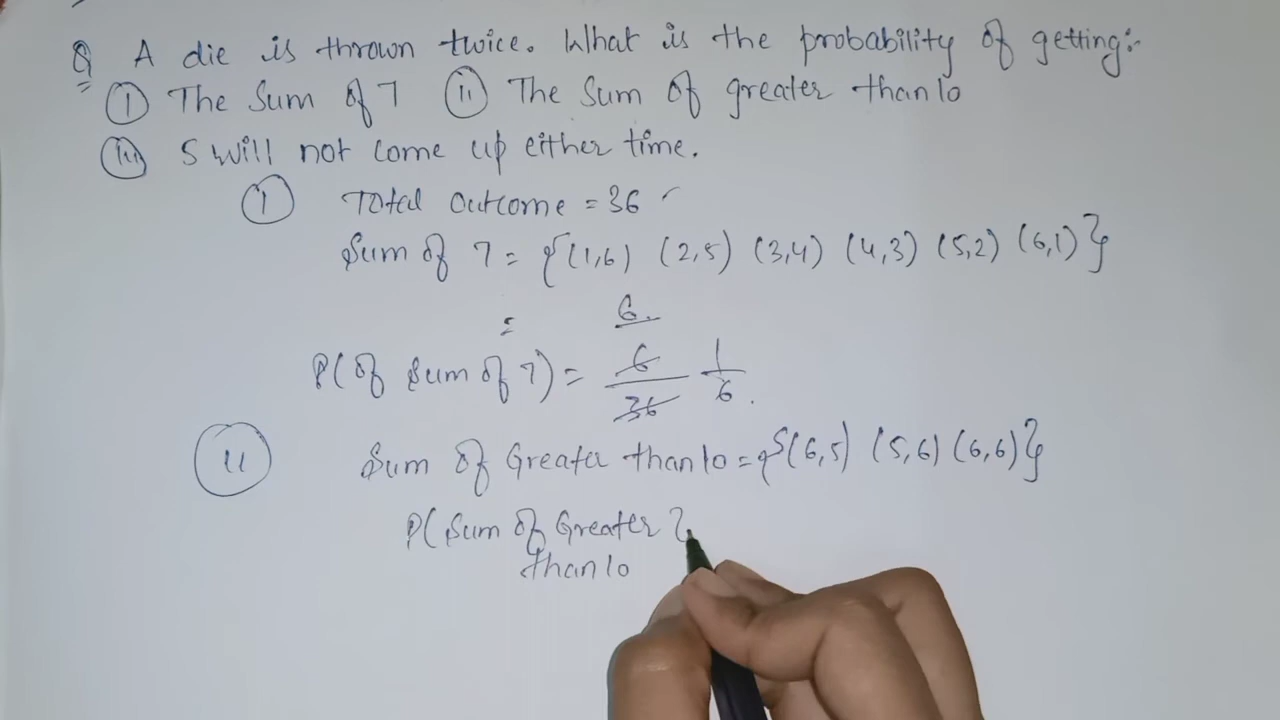 Q A die is thrown twice. What is the probability of getting:-
(I) The Sum of 7 (II) The Sum of greater than 10
(III) 5 will not come up either time.
(I) Total outcome = 36
Sum of 7 = {(1,6) (2,5) (3,4) (4,3) (5,2) (6,1)}
= 6.
P(of sum of 7) = 6/36 1/6.
(II) Sum of Greater than 10 = {(6,5) (5,6) (6,6)}
P(Sum of Greater
than 10